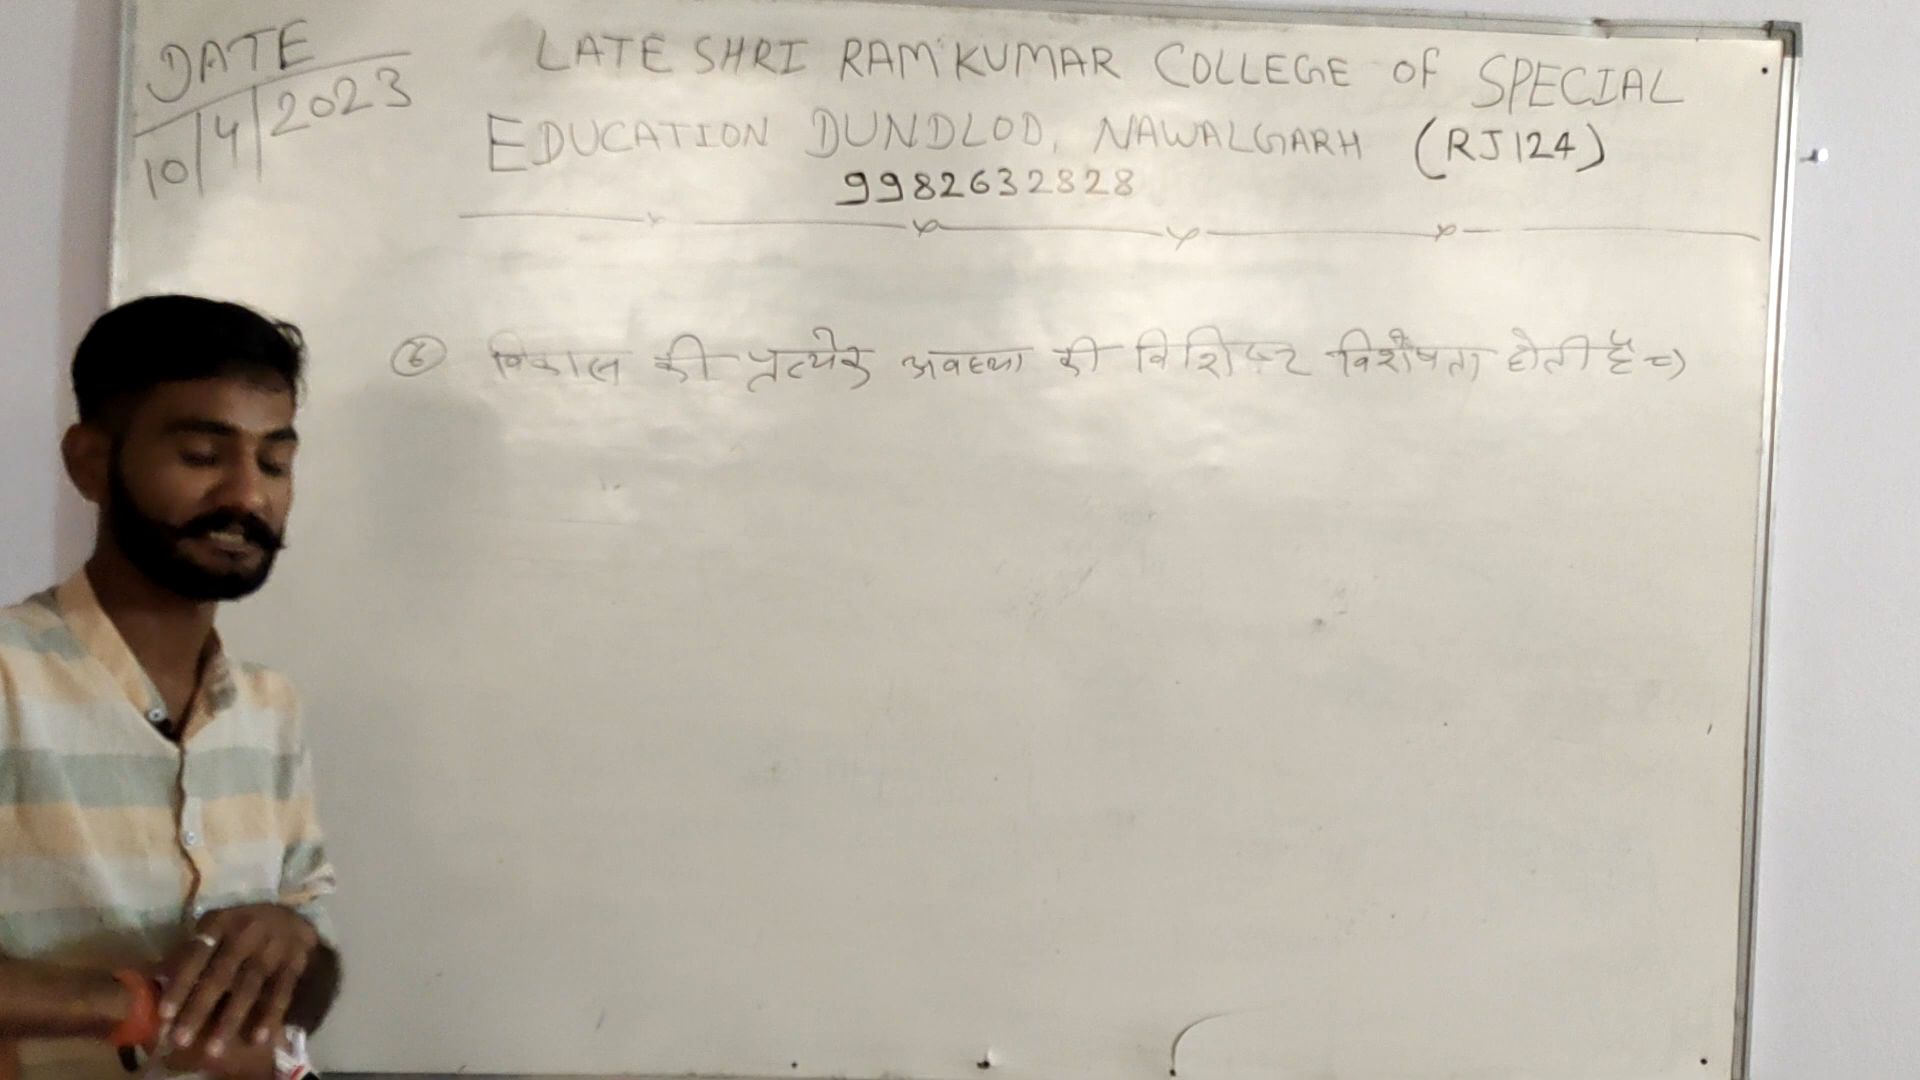 DATE
10/4/2023
LATE SHRI RAMKUMAR COLLEGE of SPECIAL
EDUCATION DUNDLOD, NAWALGARH (RJ124)
9982632828
⑥ विकास की प्रत्येक अवस्था की विशिष्ट विशेषता होती है =)